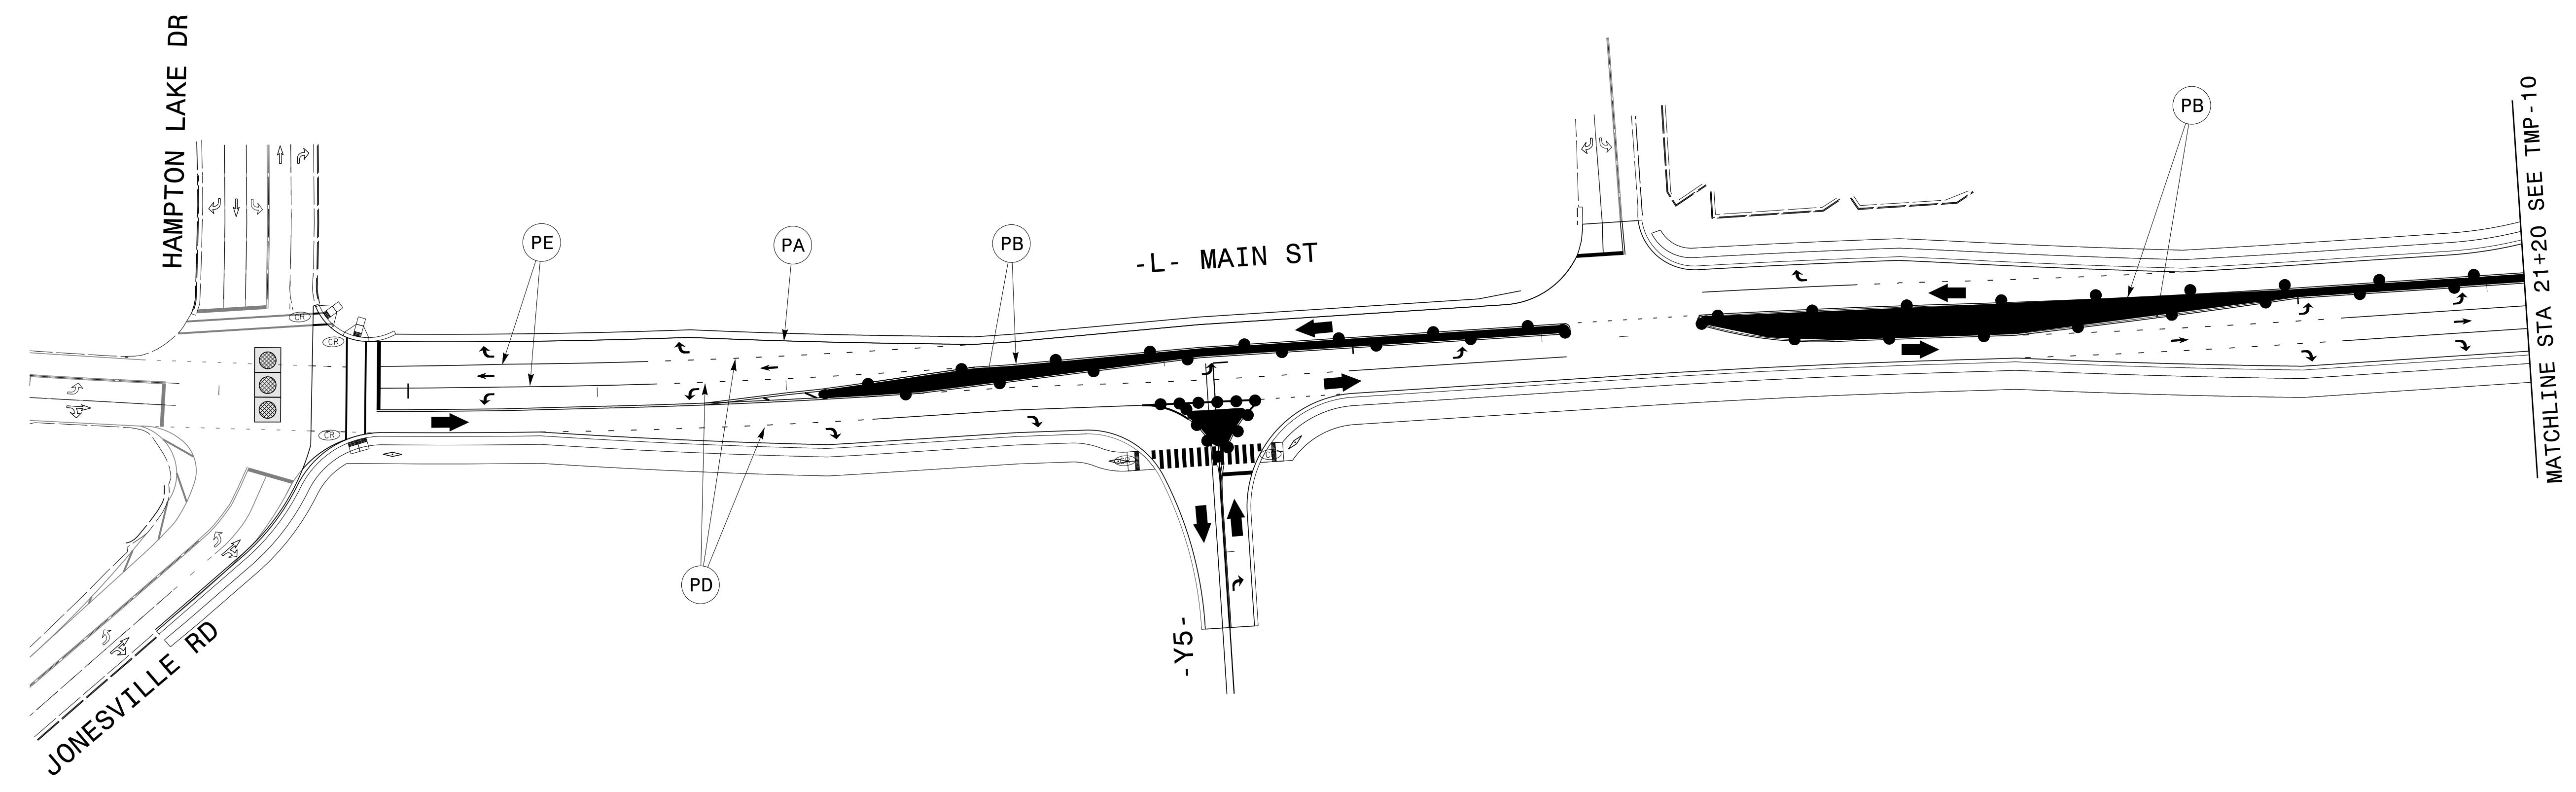 HAMPTON LAKE DR
PE
PA
PB
-L- MAIN ST
PB
MATCHLINE STA 21+20 SEE TMP-10
CR
CR
CR
PD
-Y5-
JONESVILLE RD